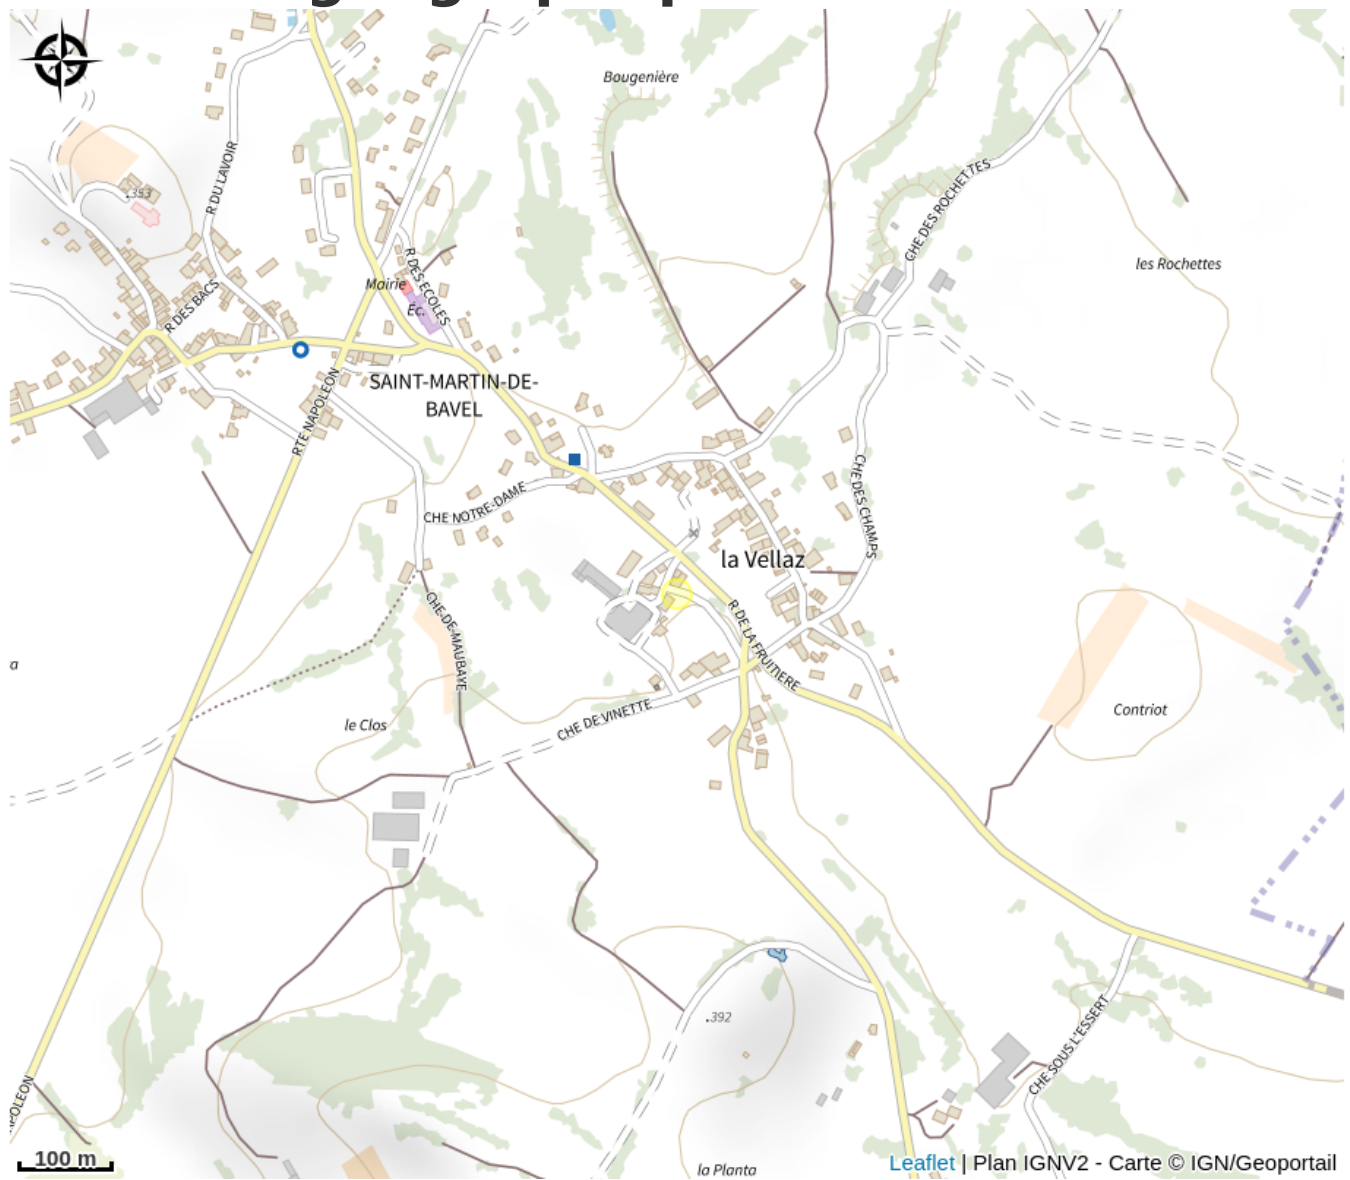 Bougenière
R DU LAVOIR
.353
CHE DES ROCHETTES
les Rochettes
R DES ECOLES
Mairie
Éc.
R DES BACS
SAINT-MARTIN-DE-
BAVEL
RTE NAPOLEON
CHE NOTRE-DAME
CHE DES CHAMPS
la Vellaz
CHE-DE-MAUBAYE
R DE LA FRUITIERE
a
le Clos
CHE DE VINETTE
Contriot
.392
CHE SOUS L'ESSERT
APOLEON
la Planta
100 m
Leaflet | Plan IGNV2 - Carte © IGN/Geoportail